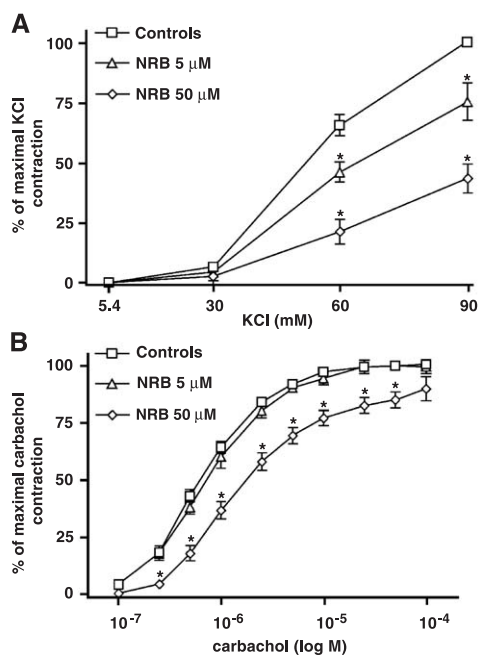 A
Controls
NRB 5 μM
NRB 50 μM
% of maximal KCl
contraction
100
75
50
25
0
*
*
*
*
5.4
30
60
90
KCl (mM)
B
Controls
NRB 5 μM
NRB 50 μM
% of maximal carbachol
contraction
100
75
50
25
0
*
*
*
*
*
*
*
*
10-7
10-6
10-5
10-4
carbachol (log M)